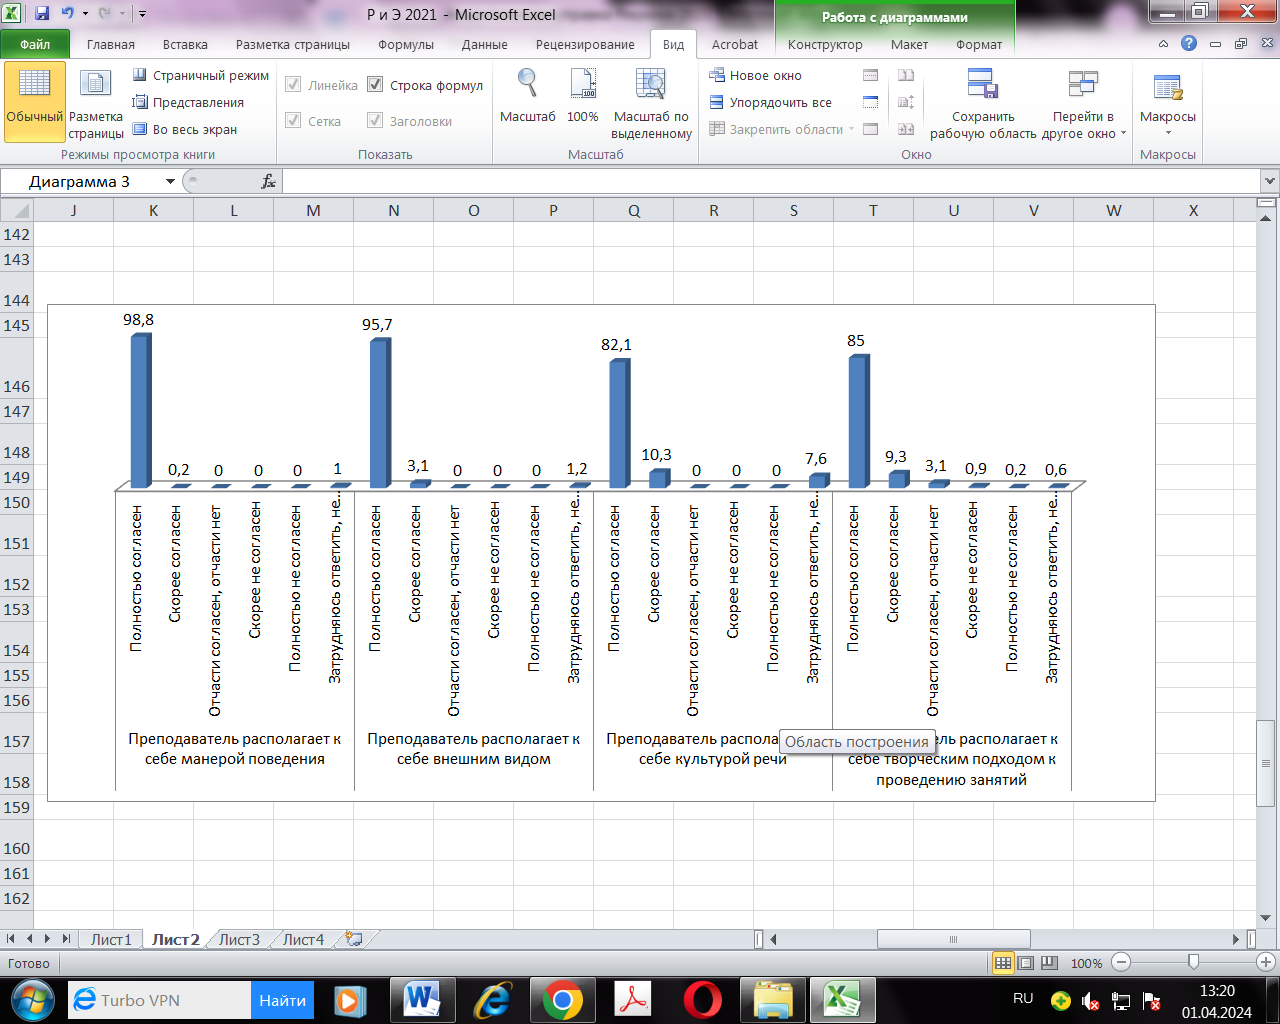 Р и Э 2021 - Microsoft Excel
Работа с диаграммами
Файл Главная Вставка Разметка страницы Формулы Данные Рецензирование Вид Acrobat Конструктор Макет Формат
Обычный
Разметка страницы
Страничный режим
Представления
Во весь экран
Режимы просмотра книги
Линейка
Строка формул
Сетка
Заголовки
Показать
Масштаб
100%
Масштаб по выделенному
Масштаб
Новое окно
Упорядочить все
Закрепить области
Сохранить рабочую область
Перейти в другое окно
Окно
Макросы
Макросы
Диаграмма 3
fx
J K L M N O P Q R S T U V W X
142
143
144
145
146
147
148
149
150
151
152
153
154
155
156
157
158
159
160
161
162
98,8 0,2 0 0 0 1
95,7 3,1 0 0 0 1,2
82,1 10,3 0 0 0 7,6
85 9,3 3,1 0,9 0,2 0,6
Полностью согласен
Скорее согласен
Отчасти согласен, отчасти нет
Скорее не согласен
Полностью не согласен
Затрудняюсь ответить, не…
Полностью согласен
Скорее согласен
Отчасти согласен, отчасти нет
Скорее не согласен
Полностью не согласен
Затрудняюсь ответить, не…
Полностью согласен
Скорее согласен
Отчасти согласен, отчасти нет
Скорее не согласен
Полностью не согласен
Затрудняюсь ответить, не…
Полностью согласен
Скорее согласен
Отчасти согласен, отчасти нет
Скорее не согласен
Полностью не согласен
Затрудняюсь ответить, не…
Преподаватель располагает к
себе манерой поведения
Преподаватель располагает к
себе внешним видом
Преподаватель распола
себе культурой речи
ль располагает к
себе творческим подходом к
проведению занятий
Область построения
Лист1 Лист2 Лист3 Лист4
Готово
100%
Turbo VPN
Найти
RU
13:20
01.04.2024